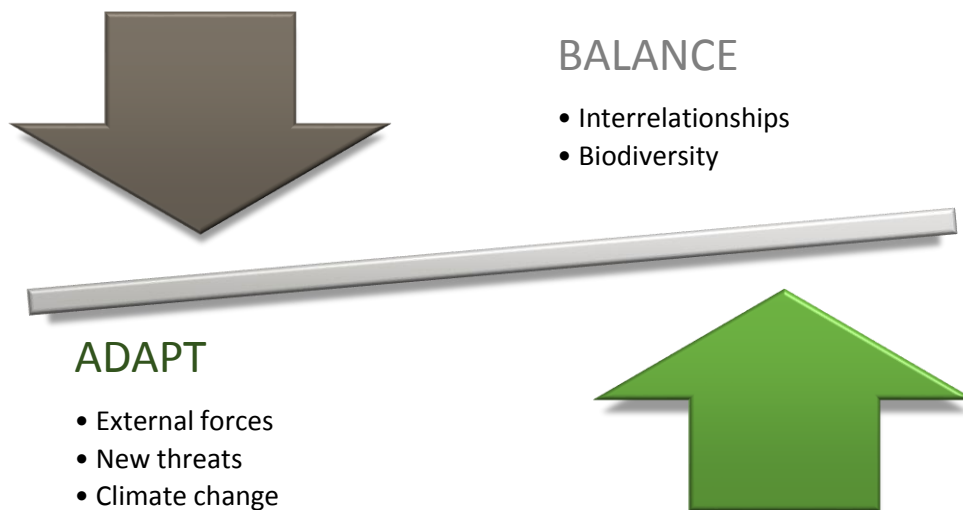 BALANCE
• Interrelationships
• Biodiversity
ADAPT
• External forces
• New threats
• Climate change